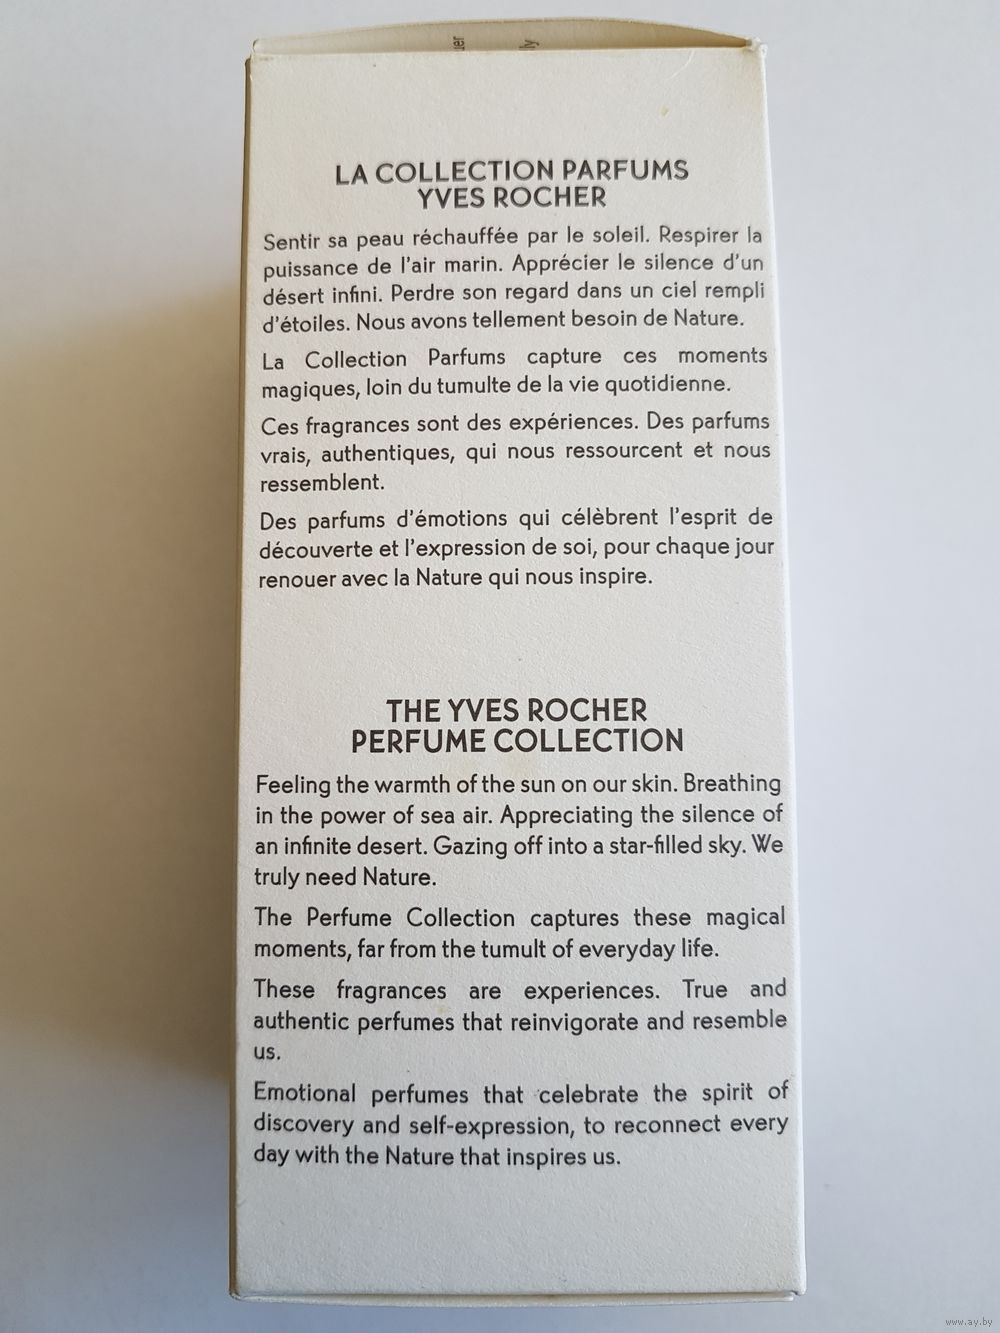 LA COLLECTION PARFUMS
YVES ROCHER
Sentir sa peau réchauffée par le soleil. Respirer la
puissance de l'air marin. Apprécier le silence d'un
désert infini. Perdre son regard dans un ciel rempli
d'étoiles. Nous avons tellement besoin de Nature.
La Collection Parfums capture ces moments
magiques, loin du tumulte de la vie quotidienne.
Ces fragrances sont des expériences. Des parfums
vrais, authentiques, qui nous ressourcent et nous
ressemblent.
Des parfums d'émotions qui célèbrent l'esprit de
découverte et l'expression de soi, pour chaque jour
renouer avec la Nature qui nous inspire.
THE YVES ROCHER
PERFUME COLLECTION
Feeling the warmth of the sun on our skin. Breathing
in the power of sea air. Appreciating the silence of
an infinite desert. Gazing off into a star-filled sky. We
truly need Nature.
The Perfume Collection captures these magical
moments, far from the tumult of everyday life.
These fragrances are experiences. True and
authentic perfumes that reinvigorate and resemble
us.
Emotional perfumes that celebrate the spirit of
discovery and self-expression, to reconnect every
day with the Nature that inspires us.
www.ay.by